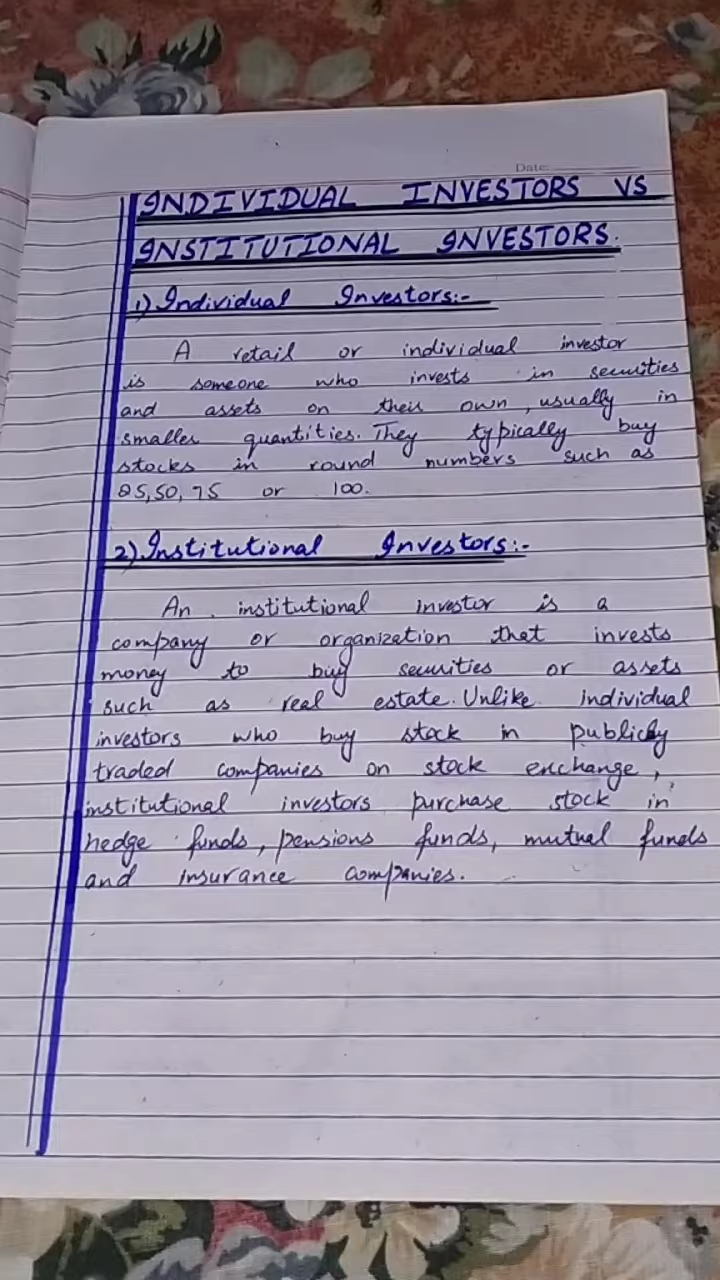 Date:
INDIVIDUAL INVESTORS VS
INSTITUTIONAL INVESTORS.
1) Individual Investors:-
A retail or individual investor
is someone who invests in securities
and assets on their own, usually in
smaller quantities. They typically buy
stocks in round numbers such as
25, 50, 75 or 100.
2) Institutional Investors:-
An institutional investor is a
company or organization that invests
money to buy securities or assets
such as real estate. Unlike individual
investors who buy stock in publicly
traded companies on stock exchange,
institutional investors purchase stock in
hedge funds, pensions funds, mutual funds
and insurance companies.